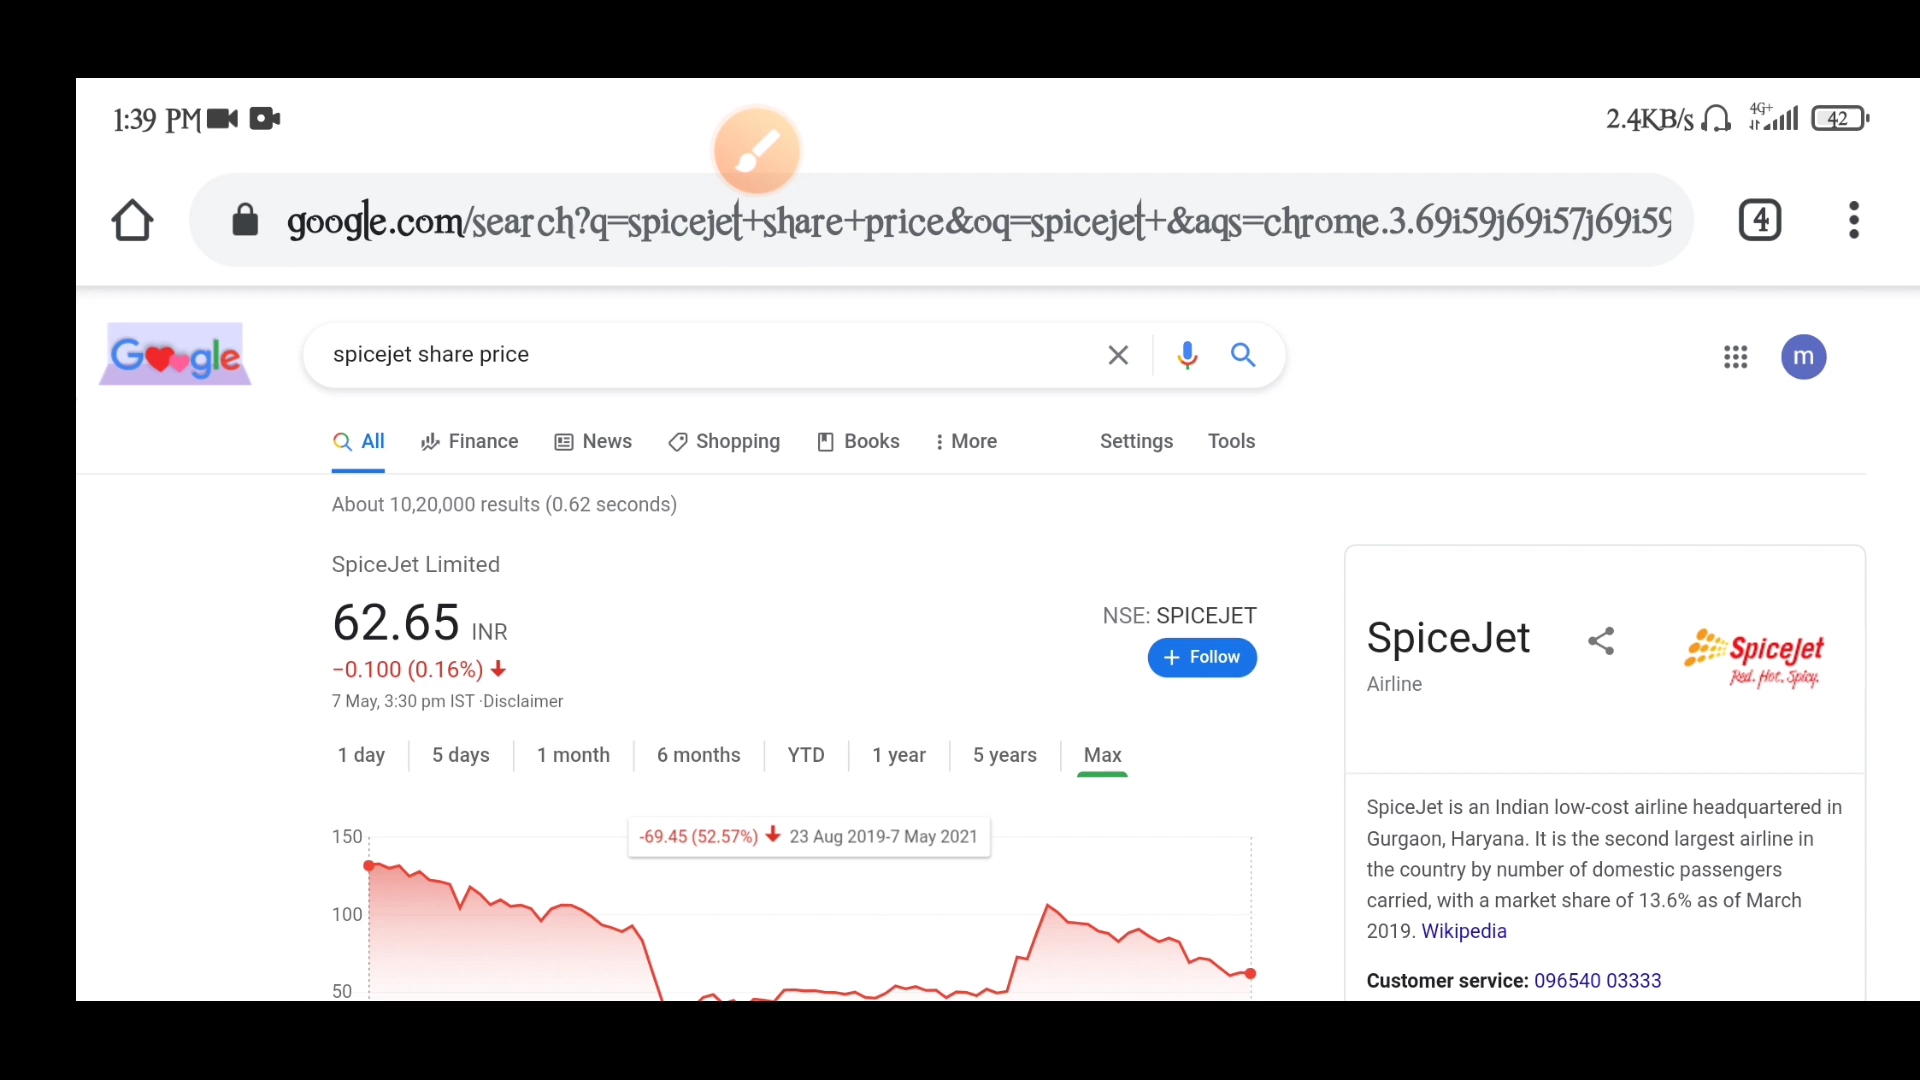 1:39 PM
2.4KB/s 4G+ 42
google.com/search?q=spicejet+share+price&oq=spicejet+&aqs=chrome.3.69i59j69i57j69i59
4
Google
spicejet share price
m
All Finance News Shopping Books More Settings Tools
About 10,20,000 results (0.62 seconds)
SpiceJet Limited
62.65 INR
−0.100 (0.16%)
7 May, 3:30 pm IST ·Disclaimer
NSE: SPICEJET
+ Follow
1 day 5 days 1 month 6 months YTD 1 year 5 years Max
-69.45 (52.57%) 23 Aug 2019-7 May 2021
150
100
50
SpiceJet
Airline
SpiceJet
Red. Hot. Spicy.
SpiceJet is an Indian low-cost airline headquartered in
Gurgaon, Haryana. It is the second largest airline in
the country by number of domestic passengers
carried, with a market share of 13.6% as of March
2019. Wikipedia
Customer service: 096540 03333